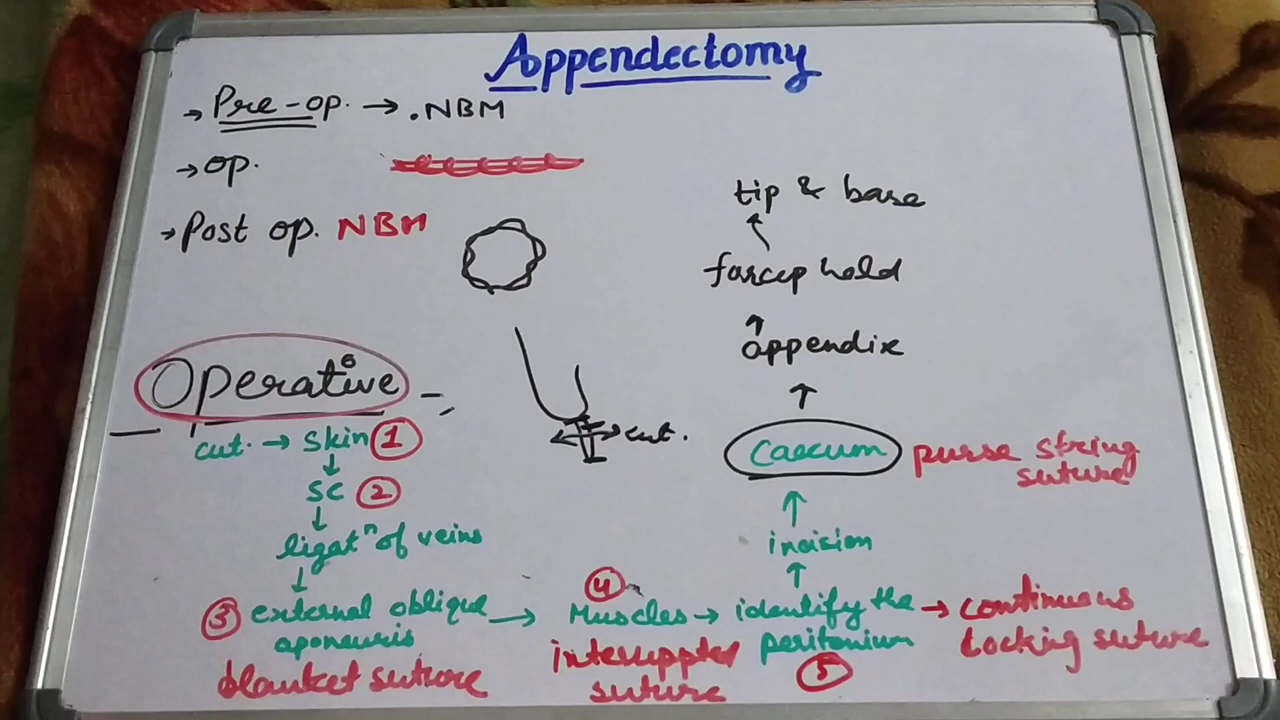 Appendectomy
→ Pre-op. → .NBM
→ op.
→ Post op. NBM
tip & base
forcep hold
appendix
Operative
cut. → skin 1
SC 2
ligatⁿ of veins
3 external oblique → 4 Muscles → identify the → continuous
aponeuris interuppted peritonium locking suture
blanket suture suture 5
cut.
Caecum purse string
suture
incision